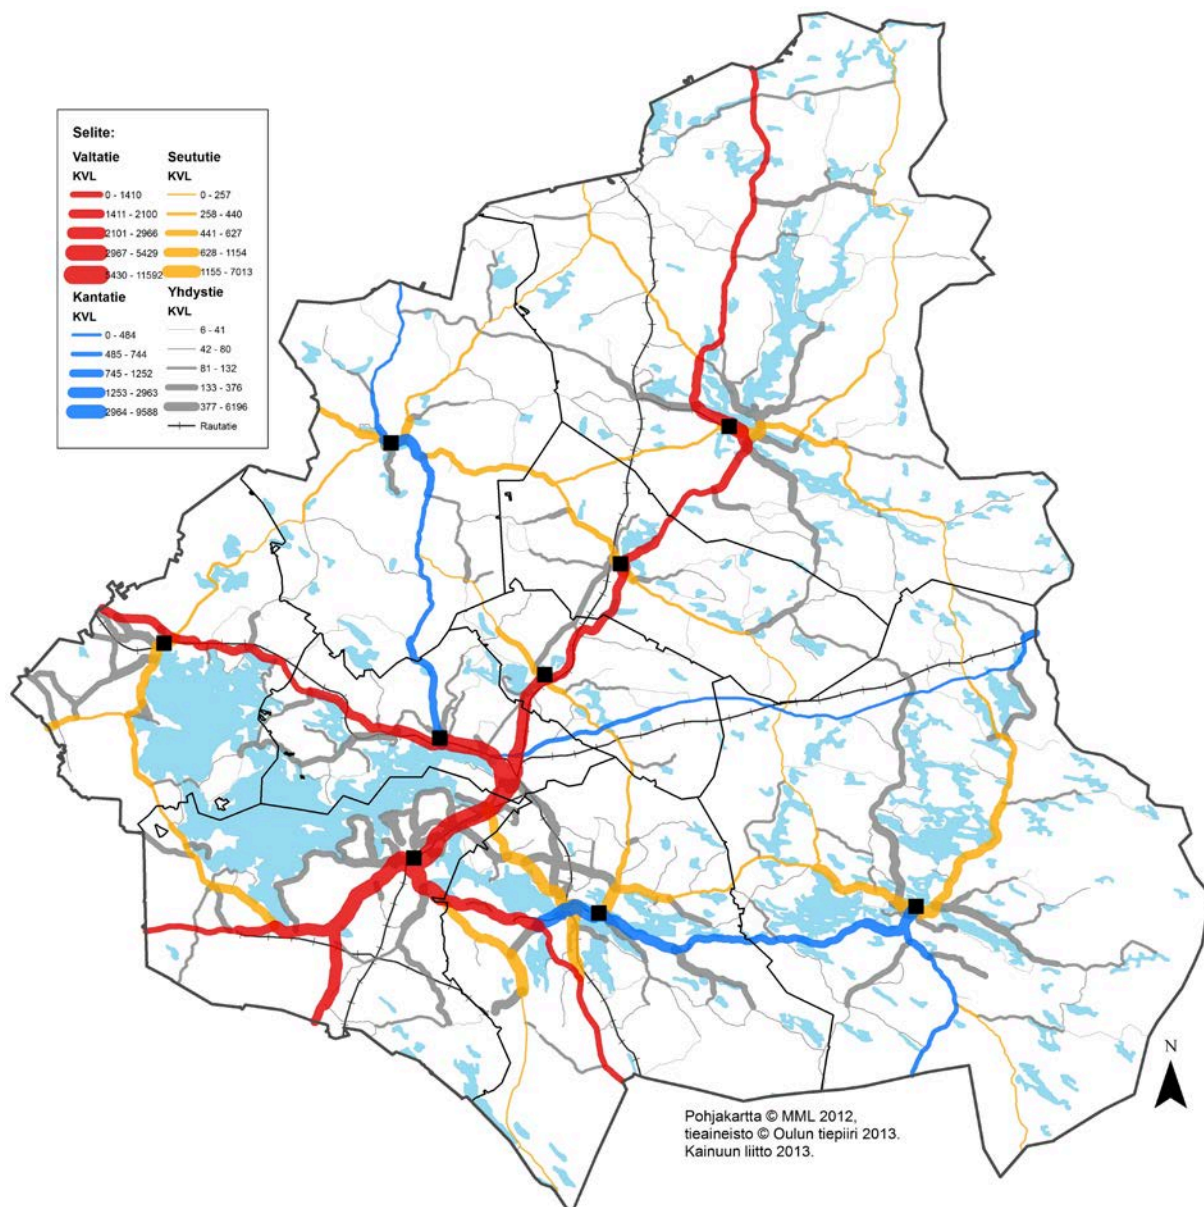 Selite:
Valtatie
KVL
0 - 1410
1411 - 2100
2101 - 2966
2967 - 5429
5430 - 11592
Kantatie
KVL
0 - 484
485 - 744
745 - 1252
1253 - 2963
2964 - 9588
Seututie
KVL
0 - 257
258 - 440
441 - 627
628 - 1154
1155 - 7013
Yhdystie
KVL
6 - 41
42 - 80
81 - 132
133 - 376
377 - 6196
Rautatie
N
Pohjakartta © MML 2012,
tieaineisto © Oulun tiepiiri 2013.
Kainuun liitto 2013.